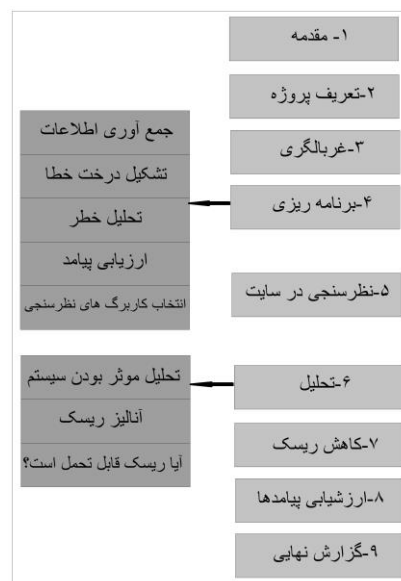 ۱- مقدمه
۲-تعریف پروژه
۳-غربالگری
۴-برنامه ریزی
جمع آوری اطلاعات
تشکیل درخت خطا
تحلیل خطر
ارزیابی پیامد
انتخاب کاربرگ های نظرسنجی
۵-نظرسنجی در سایت
۶-تحلیل
تحلیل موثر بودن سیستم
آنالیز ریسک
آیا ریسک قابل تحمل است؟
۷-کاهش ریسک
۸-ارزشیابی پیامدها
۹-گزارش نهایی